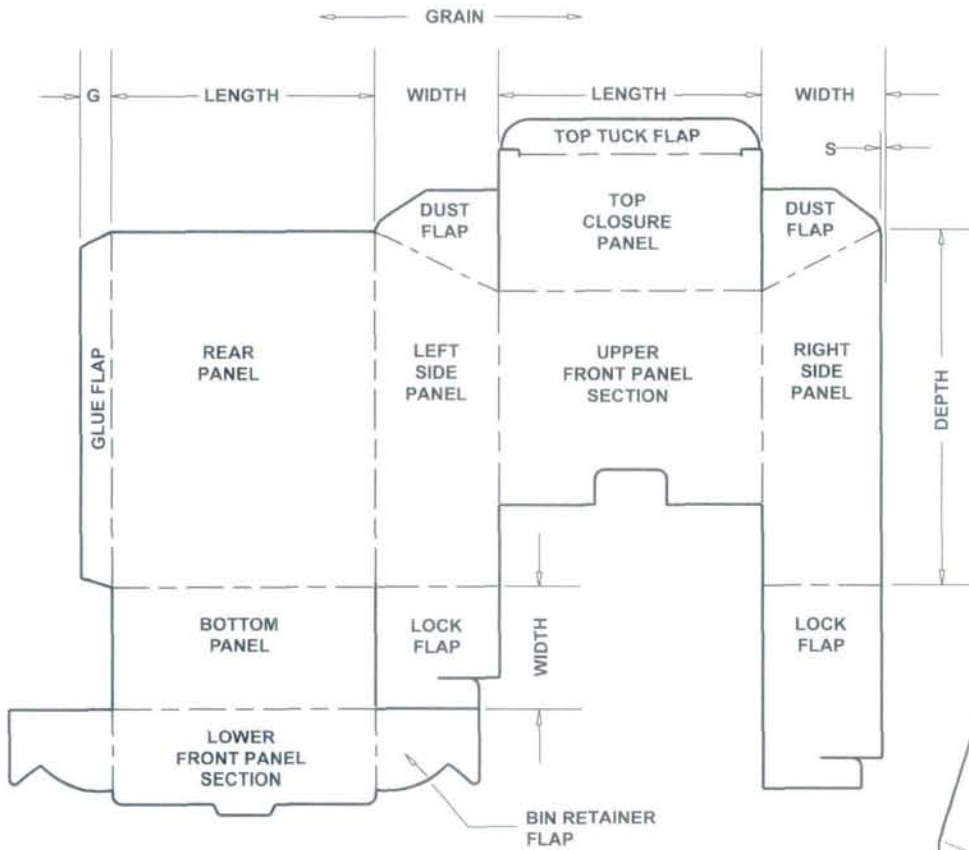 GRAIN
G
LENGTH
WIDTH
LENGTH
WIDTH
TOP TUCK FLAP
S
DUST
FLAP
TOP
CLOSURE
PANEL
DUST
FLAP
GLUE FLAP
REAR
PANEL
LEFT
SIDE
PANEL
UPPER
FRONT PANEL
SECTION
RIGHT
SIDE
PANEL
DEPTH
BOTTOM
PANEL
LOCK
FLAP
WIDTH
LOCK
FLAP
LOWER
FRONT PANEL
SECTION
BIN RETAINER
FLAP